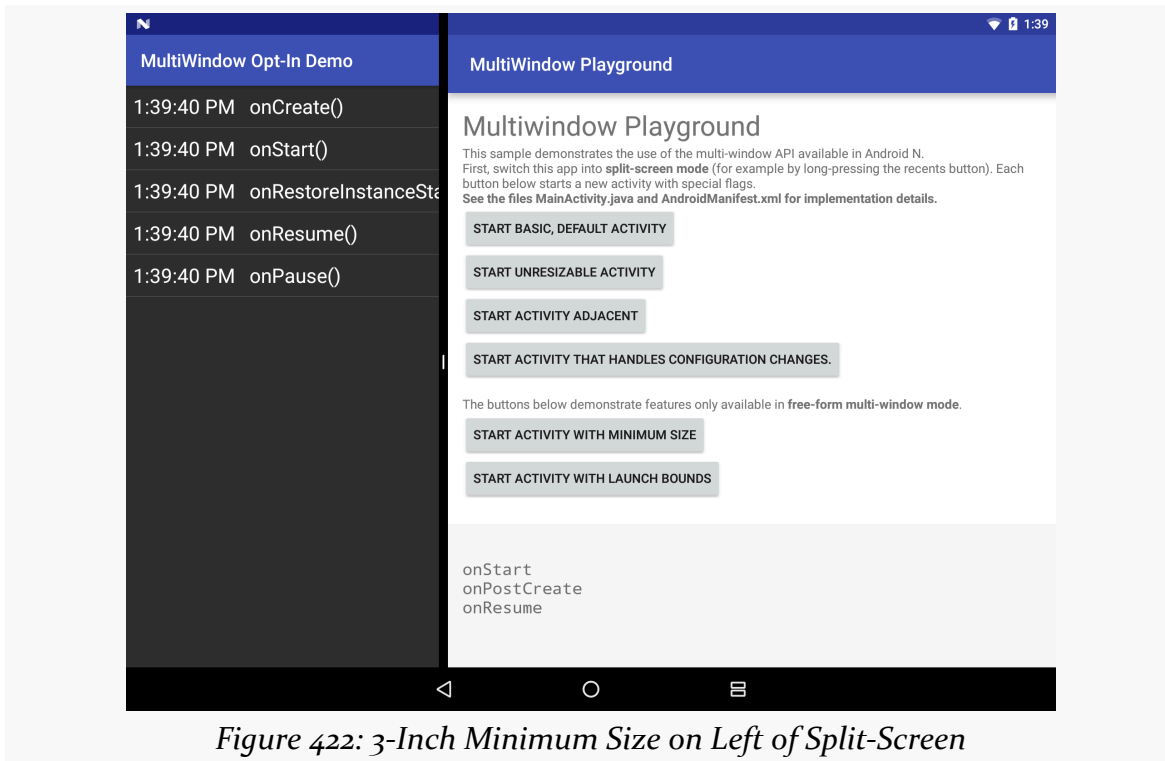 MultiWindow Opt-In Demo
1:39:40 PM onCreate()
1:39:40 PM onStart()
1:39:40 PM onRestoreInstanceSta
1:39:40 PM onResume()
1:39:40 PM onPause()
1:39
MultiWindow Playground
Multiwindow Playground
This sample demonstrates the use of the multi-window API available in Android N.
First, switch this app into split-screen mode (for example by long-pressing the recents button). Each
button below starts a new activity with special flags.
See the files MainActivity.java and AndroidManifest.xml for implementation details.
START BASIC, DEFAULT ACTIVITY
START UNRESIZABLE ACTIVITY
START ACTIVITY ADJACENT
START ACTIVITY THAT HANDLES CONFIGURATION CHANGES.
The buttons below demonstrate features only available in free-form multi-window mode.
START ACTIVITY WITH MINIMUM SIZE
START ACTIVITY WITH LAUNCH BOUNDS
onStart
onPostCreate
onResume
Figure 422: 3-Inch Minimum Size on Left of Split-Screen